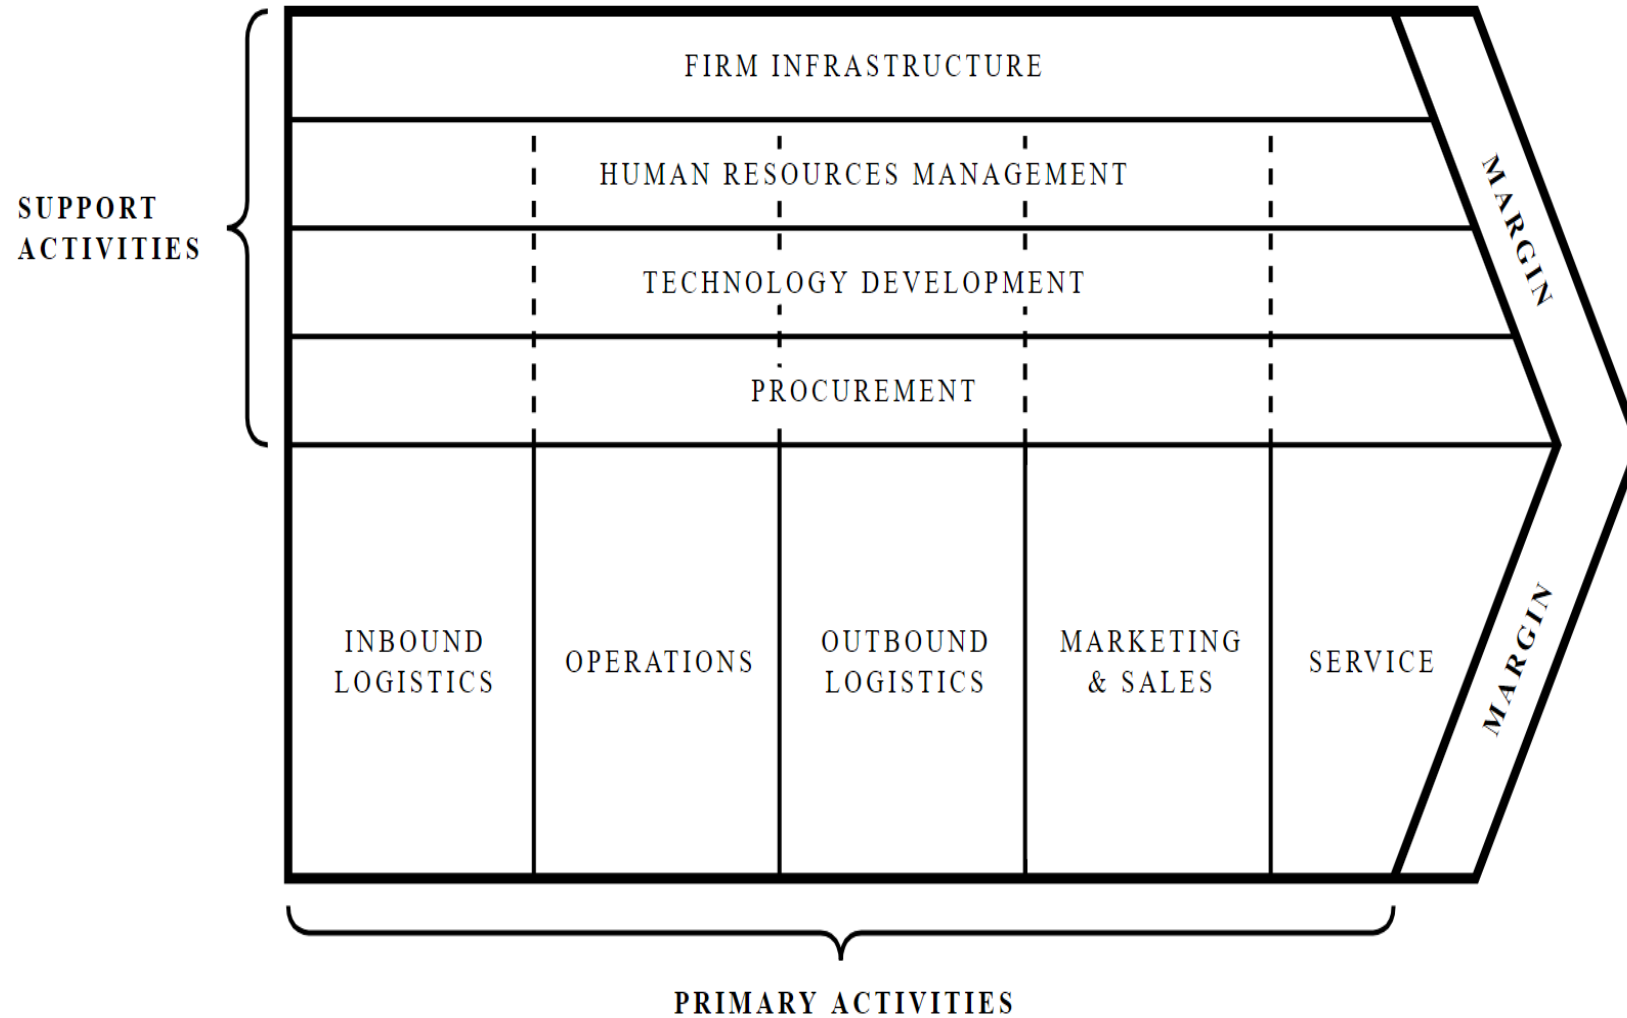 FIRM INFRASTRUCTURE
HUMAN RESOURCES MANAGEMENT
TECHNOLOGY DEVELOPMENT
PROCUREMENT
SUPPORT
ACTIVITIES
MARGIN
INBOUND
LOGISTICS
OPERATIONS
OUTBOUND
LOGISTICS
MARKETING
& SALES
SERVICE
MARGIN
PRIMARY ACTIVITIES